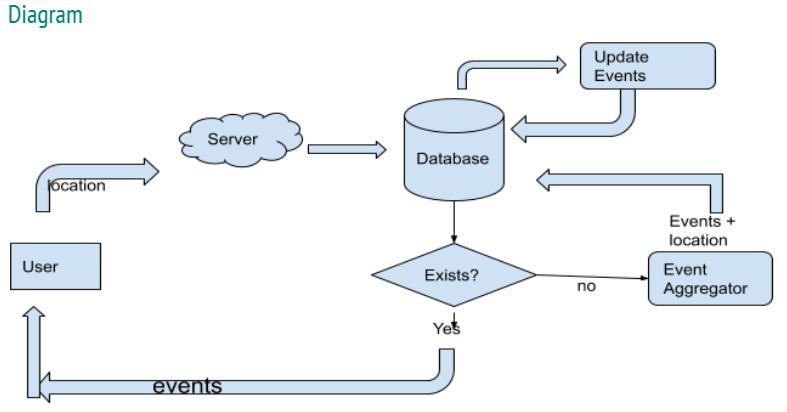 Diagram
Update
Events
Server
Database
location
Events +
location
User
Exists?
Event
Aggregator
no
Yes
events